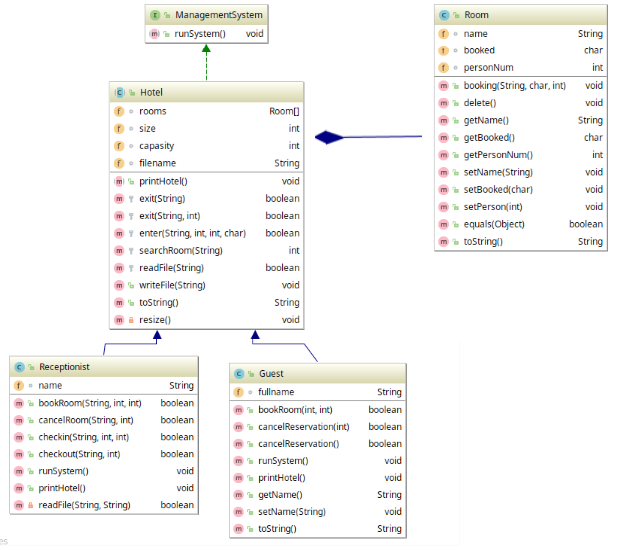 ManagementSystem
runSystem() void
Hotel
rooms Room[]
size int
capasity int
filename String
printHotel() void
exit(String) boolean
exit(String, int) boolean
enter(String, int, int, char) boolean
searchRoom(String) int
readFile(String) boolean
writeFile(String) void
toString() String
resize() void
Room
name String
booked char
personNum int
booking(String, char, int) void
delete() void
getName() String
getBooked() char
getPersonNum() int
setName(String) void
setBooked(char) void
setPerson(int) void
equals(Object) boolean
toString() String
Receptionist
name String
bookRoom(String, int, int) boolean
cancelRoom(String, int) boolean
checkin(String, int, int) boolean
checkout(String, int) boolean
runSystem() void
printHotel() void
readFile(String, String) boolean
Guest
fullname String
bookRoom(int, int) boolean
cancelReservation(int) boolean
cancelReservation() boolean
runSystem() void
printHotel() void
getName() String
setName(String) void
toString() String